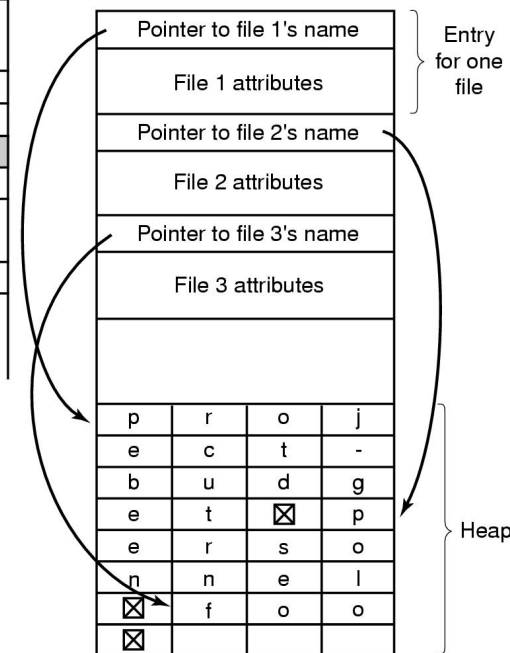 Pointer to file 1's name
Entry
for one
file
File 1 attributes
Pointer to file 2's name
File 2 attributes
Pointer to file 3's name
File 3 attributes
p r o j
e c t -
b u d g
e t ☒ p
e r s o
Heap
n n e l
☒ f o o
☒